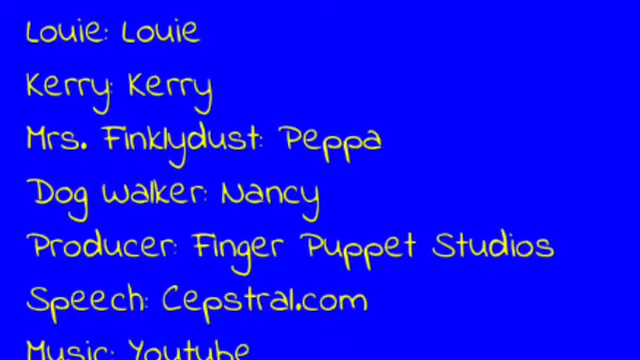 Louie: Louie
Kerry: Kerry
Mrs. Finklydust: Peppa
Dog walker: Nancy
Producer: Finger Puppet Studios
Speech: Cepstral.com
Music: Youtube